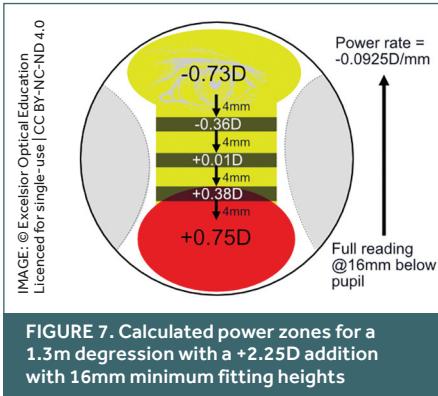 IMAGE: © Excelsior Optical Education
Licenced for single-use | CC BY-NC-ND 4.0
-0.73D
4mm
-0.36D
4mm
+0.01D
4mm
+0.38D
4mm
+0.75D
Power rate =
-0.0925D/mm
Full reading
@16mm below
pupil
FIGURE 7. Calculated power zones for a
1.3m degression with a +2.25D addition
with 16mm minimum fitting heights